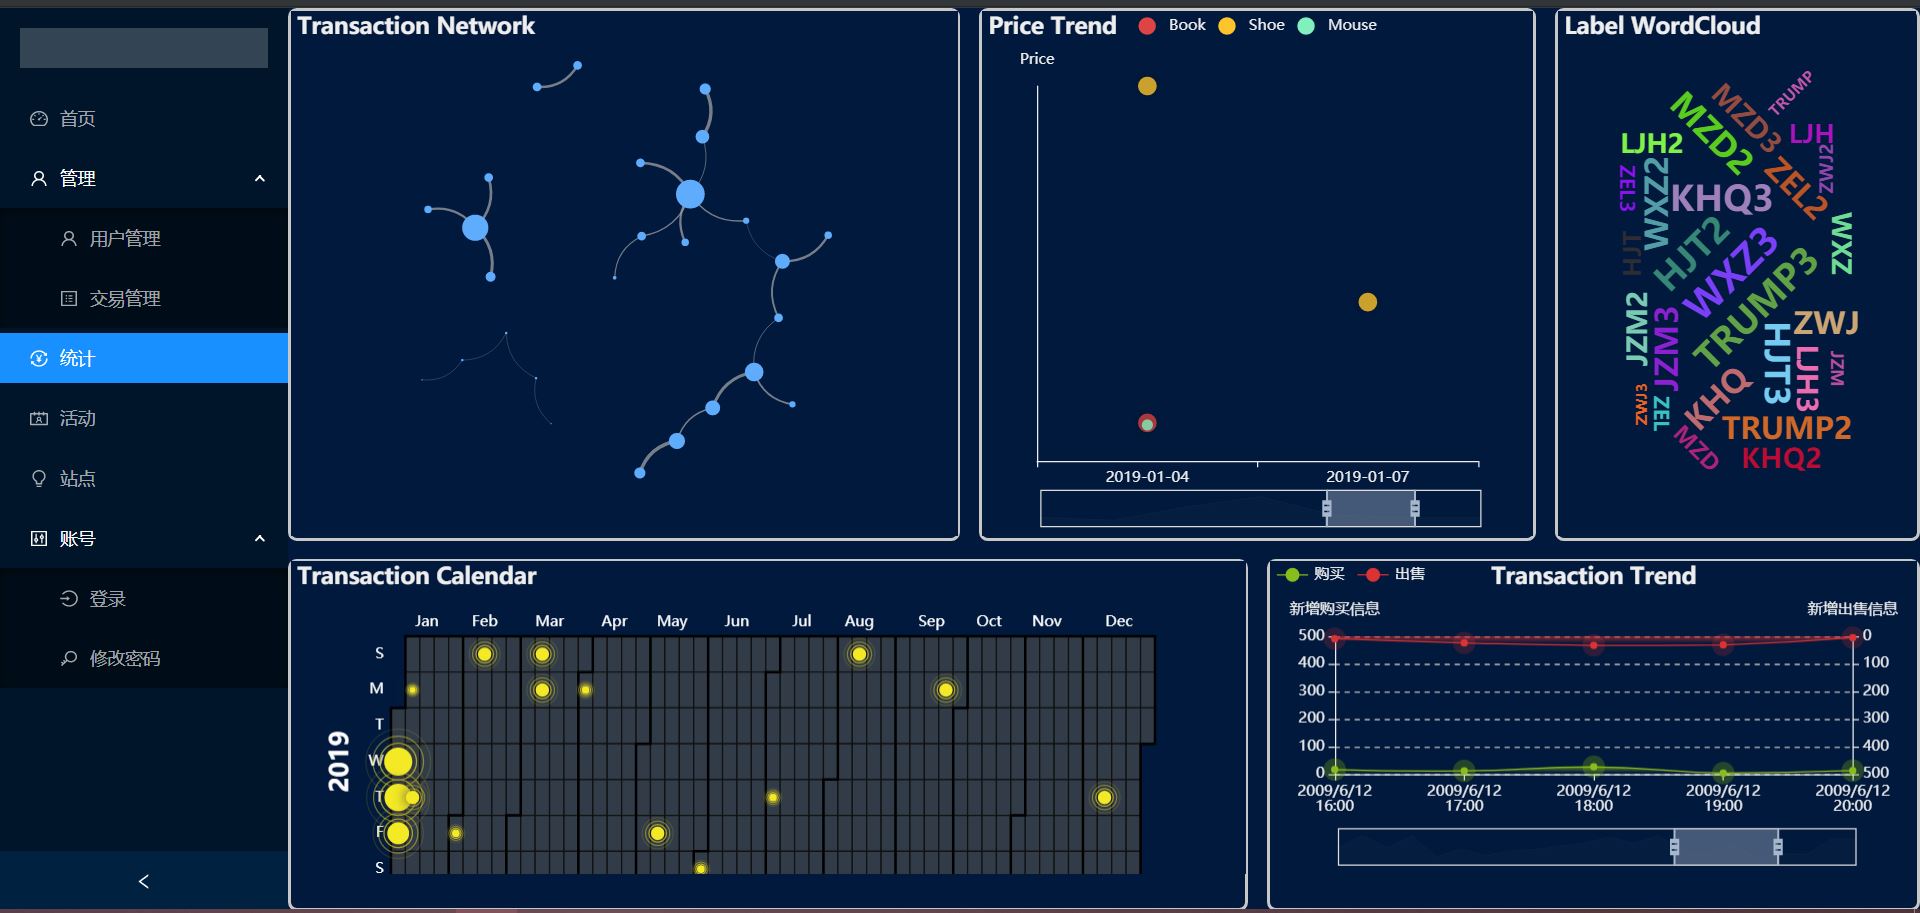 首页
管理
用户管理
交易管理
统计
活动
站点
账号
登录
修改密码
Transaction Network
Price Trend
Book Shoe Mouse
Price
2019-01-04 2019-01-07
Label WordCloud
TRUMP
MZD3
MZD2
LJH
LJH2
ZWJ2
ZEL2
ZEL3
WXZ2
KHQ3
WXZ
HJT
HJT2
WXZ3
TRUMP3
JZM2
JZM3
ZWJ
HJT3
LJH3
JZM
KHQ
ZWJ3
ZEL
TRUMP2
MZD
KHQ2
Transaction Calendar
Jan Feb Mar Apr May Jun Jul Aug Sep Oct Nov Dec
2019
S
M
T
W
T
F
S
购买 出售
Transaction Trend
新增购买信息 新增出售信息
500 0
400 100
300 200
200 300
100 400
0 500
2009/6/12 2009/6/12 2009/6/12 2009/6/12 2009/6/12
16:00 17:00 18:00 19:00 20:00